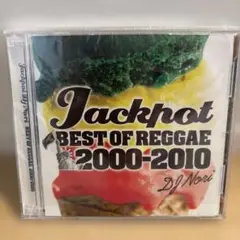 Jackpot
BEST OF REGGAE
2000-2010
DJ Nori